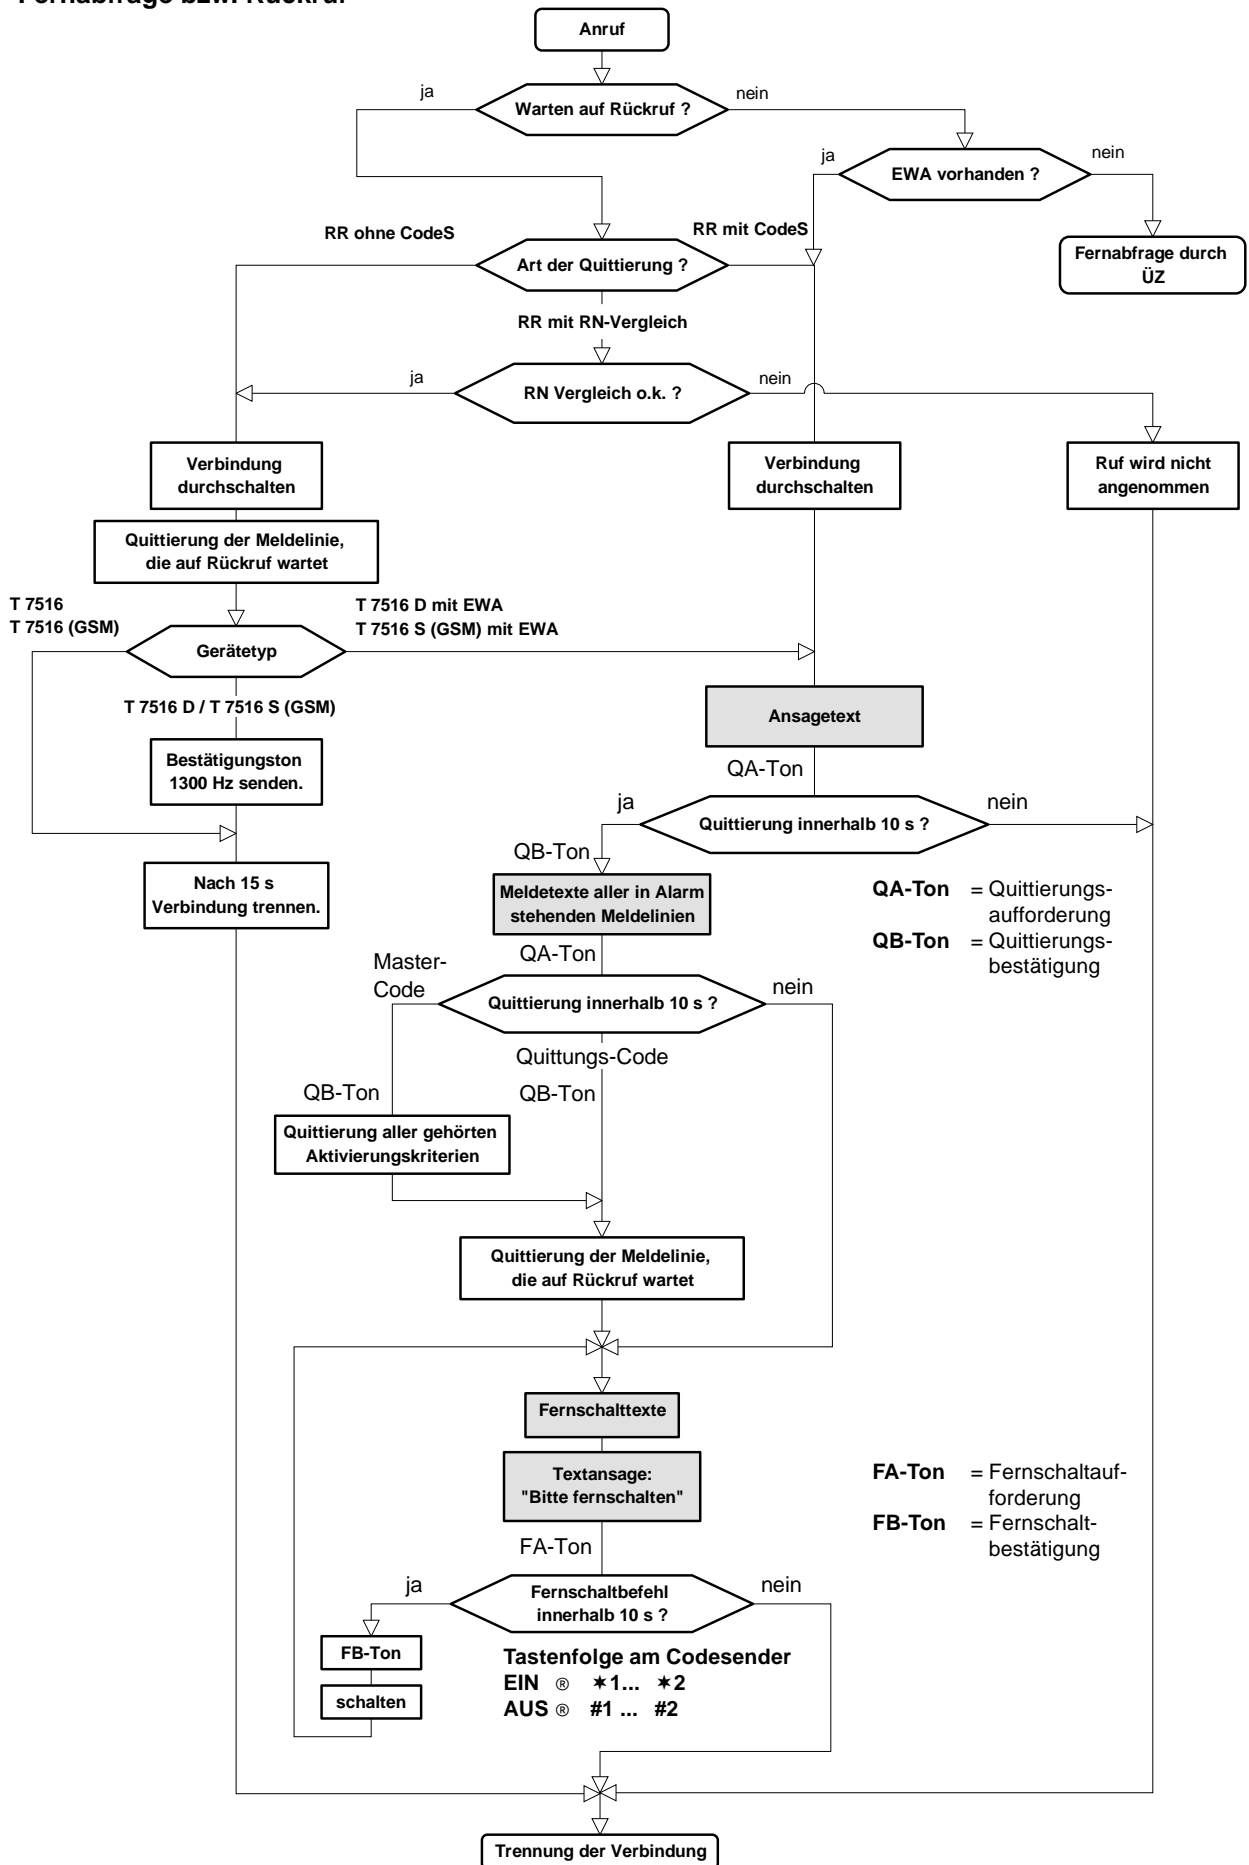 Fernabfrage bzw. Rückruf
Anruf
ja
Warten auf Rückruf ?
nein
ja
EWA vorhanden ?
nein
RR ohne CodeS
RR mit CodeS
Art der Quittierung ?
Fernabfrage durch
ÜZ
RR mit RN-Vergleich
ja
RN Vergleich o.k. ?
nein
Verbindung
durchschalten
Verbindung
durchschalten
Ruf wird nicht
angenommen
Quittierung der Meldelinie,
die auf Rückruf wartet
T 7516
T 7516 (GSM)
T 7516 D mit EWA
T 7516 S (GSM) mit EWA
Gerätetyp
T 7516 D / T 7516 S (GSM)
Ansagetext
Bestätigungston
1300 Hz senden.
QA-Ton
ja
Quittierung innerhalb 10 s ?
nein
QB-Ton
Nach 15 s
Verbindung trennen.
Meldetexte aller in Alarm
stehenden Meldelinien
QA-Ton = Quittierungs-
aufforderung
QB-Ton = Quittierungs-
bestätigung
QA-Ton
Master-
Code
Quittierung innerhalb 10 s ?
nein
Quittungs-Code
QB-Ton
QB-Ton
Quittierung aller gehörten
Aktivierungskriterien
Quittierung der Meldelinie,
die auf Rückruf wartet
Fernschalttexte
Textansage:
"Bitte fernschalten"
FA-Ton = Fernschaltauf-
forderung
FB-Ton = Fernschalt-
bestätigung
FA-Ton
ja
Fernschaltbefehl
innerhalb 10 s ?
nein
FB-Ton
schalten
Tastenfolge am Codesender
EIN ® ✶1... ✶2
AUS ® #1 ... #2
Trennung der Verbindung